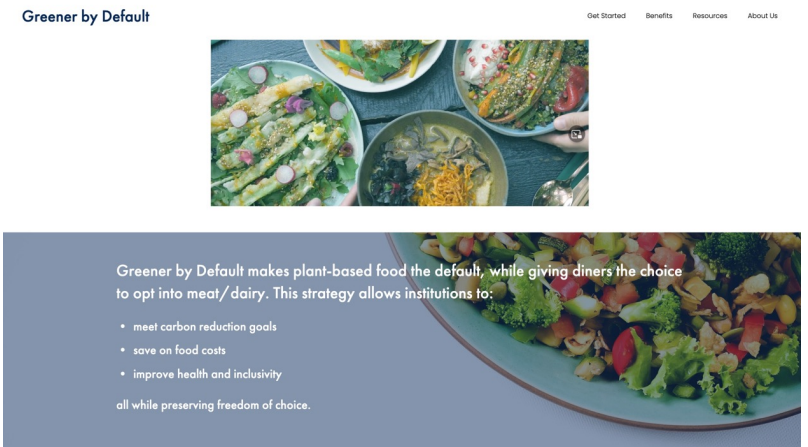 Greener by Default
Get Started Benefits Resources About Us
Greener by Default makes plant-based food the default, while giving diners the choice
to opt into meat/dairy. This strategy allows institutions to:
• meet carbon reduction goals
• save on food costs
• improve health and inclusivity
all while preserving freedom of choice.